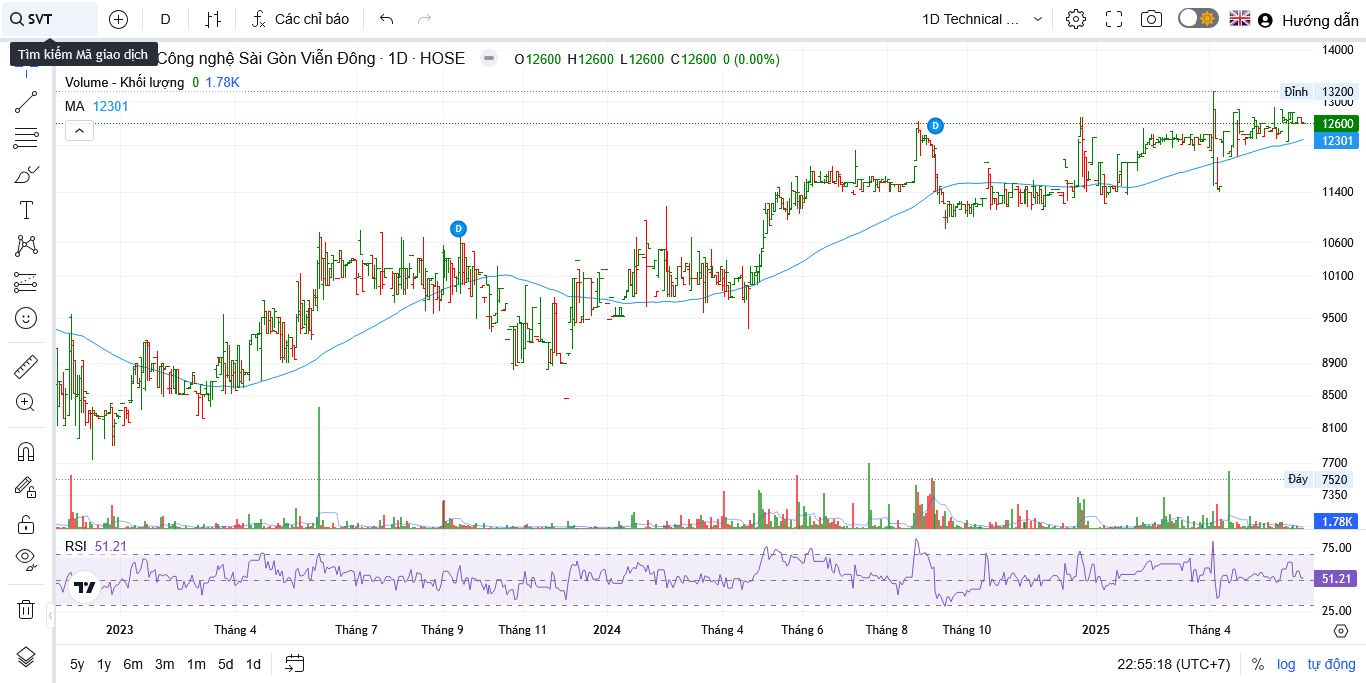 SVT
D
Các chỉ báo
1D Technical ...
Hướng dẫn
Tìm kiếm Mã giao dịch
Công nghệ Sài Gòn Viễn Đông · 1D · HOSE
O12600 H12600 L12600 C12600 0 (0.00%)
Volume - Khối lượng 0 1.78K
MA 12301
14000
Đỉnh 13200
13000
12600
12301
11400
10600
10100
9500
8900
8500
8100
7700
Đáy 7520
7350
1.78K
D
D
RSI 51.21
75.00
51.21
25.00
2023 Tháng 4 Tháng 7 Tháng 9 Tháng 11 2024 Tháng 4 Tháng 6 Tháng 8 Tháng 10 2025 Tháng 4
5y 1y 6m 3m 1m 5d 1d
22:55:18 (UTC+7) % log tự động